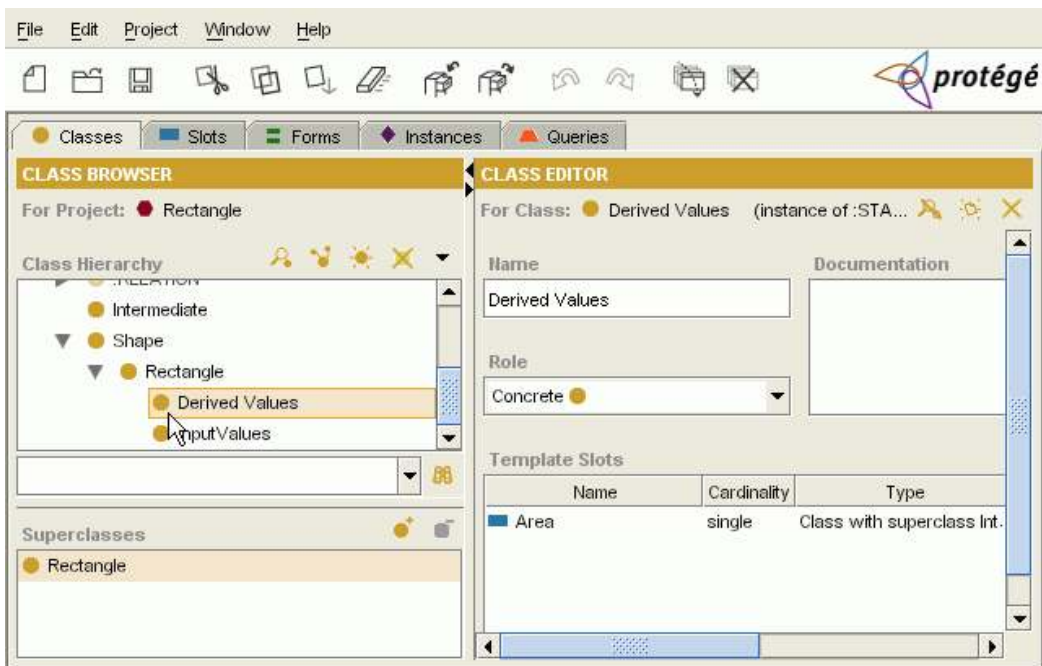 File Edit Project Window Help
protégé
Classes Slots Forms Instances Queries
CLASS BROWSER
For Project: Rectangle
Class Hierarchy
:RELATION
Intermediate
Shape
Rectangle
Derived Values
InputValues
Superclasses
Rectangle
CLASS EDITOR
For Class: Derived Values (instance of :STA...
Name
Documentation
Derived Values
Role
Concrete
Template Slots
Name Cardinality Type
Area single Class with superclass Int.